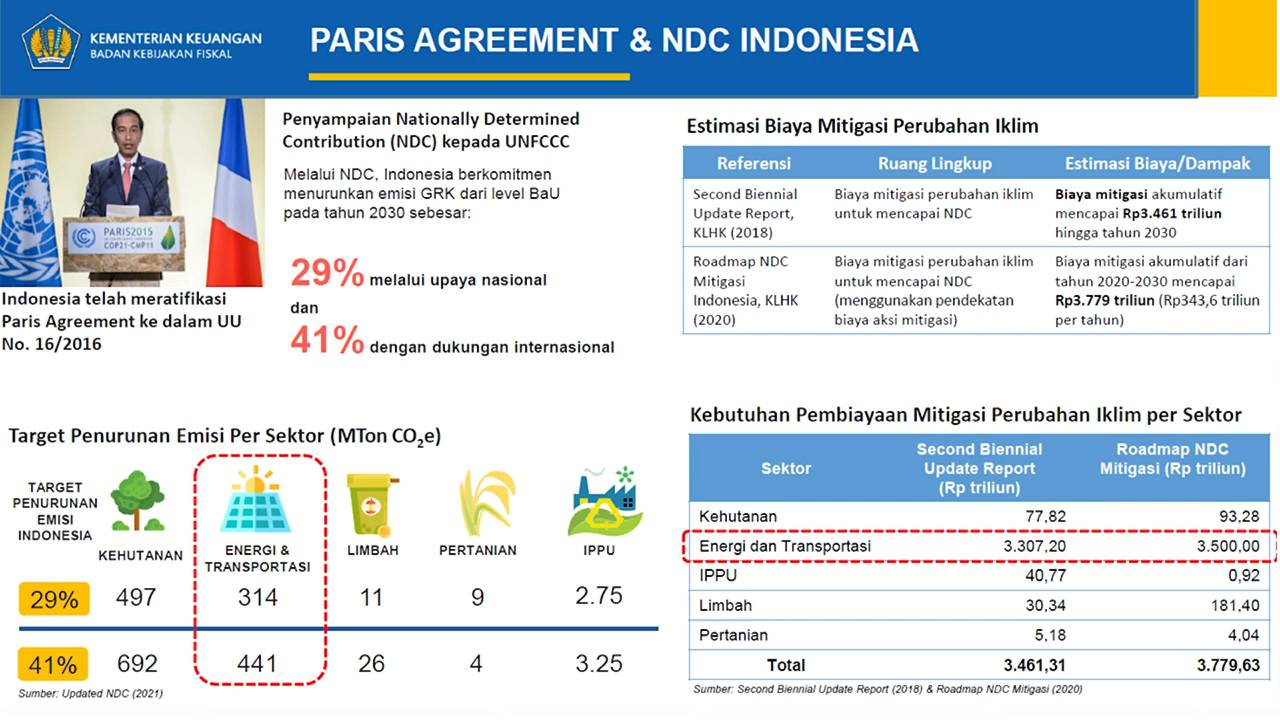 KEMENTERIAN KEUANGAN
BADAN KEBIJAKAN FISKAL
PARIS AGREEMENT & NDC INDONESIA
PARIS2015
COP21·CMP11
Indonesia telah meratifikasi
Paris Agreement ke dalam UU
No. 16/2016
Penyampaian Nationally Determined
Contribution (NDC) kepada UNFCCC
Melalui NDC, Indonesia berkomitmen
menurunkan emisi GRK dari level BaU
pada tahun 2030 sebesar:
29% melalui upaya nasional
dan
41% dengan dukungan internasional
Estimasi Biaya Mitigasi Perubahan Iklim
Referensi Ruang Lingkup Estimasi Biaya/Dampak
Second Biennial Biaya mitigasi perubahan iklim Biaya mitigasi akumulatif
Update Report, untuk mencapai NDC mencapai Rp3.461 triliun
KLHK (2018) hingga tahun 2030
Roadmap NDC Biaya mitigasi perubahan iklim Biaya mitigasi akumulatif dari
Mitigasi untuk mencapai NDC tahun 2020-2030 mencapai
Indonesia, KLHK (menggunakan pendekatan Rp3.779 triliun (Rp343,6 triliun
(2020) biaya aksi mitigasi) per tahun)
Target Penurunan Emisi Per Sektor (MTon CO₂e)
TARGET
PENURUNAN
EMISI
INDONESIA
KEHUTANAN
ENERGI &
TRANSPORTASI
LIMBAH
PERTANIAN
IPPU
29% 497 314 11 9 2.75
41% 692 441 26 4 3.25
Sumber: Updated NDC (2021)
Kebutuhan Pembiayaan Mitigasi Perubahan Iklim per Sektor
Sektor
Second Biennial
Update Report
(Rp triliun)
Roadmap NDC
Mitigasi (Rp triliun)
Kehutanan 77,82 93,28
Energi dan Transportasi 3.307,20 3.500,00
IPPU 40,77 0,92
Limbah 30,34 181,40
Pertanian 5,18 4,04
Total 3.461,31 3.779,63
Sumber: Second Biennial Update Report (2018) & Roadmap NDC Mitigasi (2020)